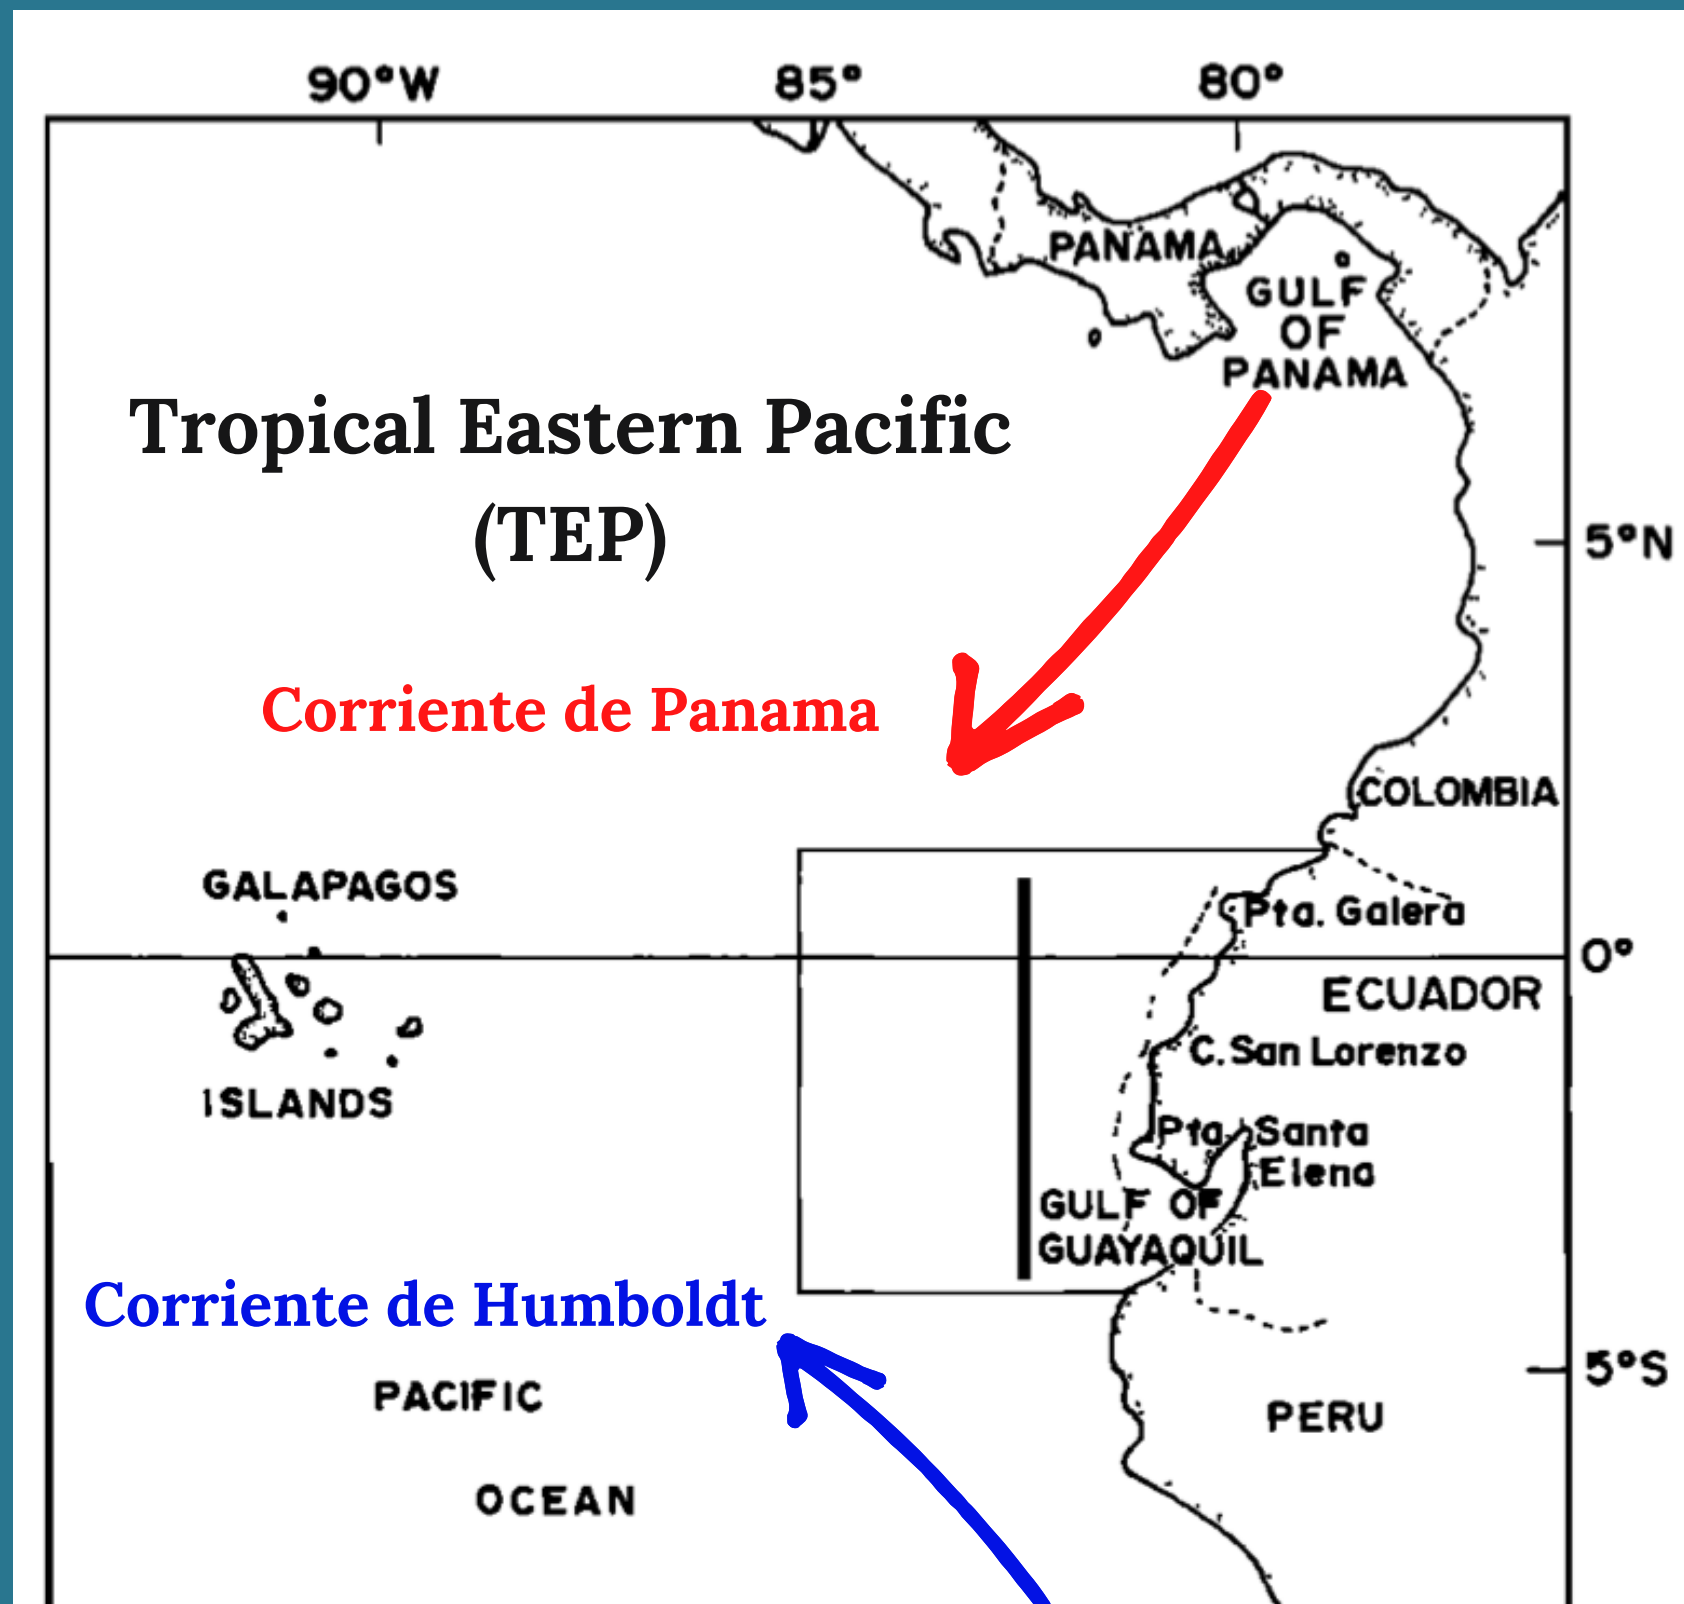 90°W 85° 80°
PANAMA
GULF
OF
PANAMA
Tropical Eastern Pacific
(TEP)
5°N
Corriente de Panama
COLOMBIA
GALAPAGOS
Pta. Galera
0°
ECUADOR
C. San Lorenzo
ISLANDS
Pta. Santa
Elena
GULF OF
GUAYAQUIL
Corriente de Humboldt
5°S
PACIFIC
PERU
OCEAN